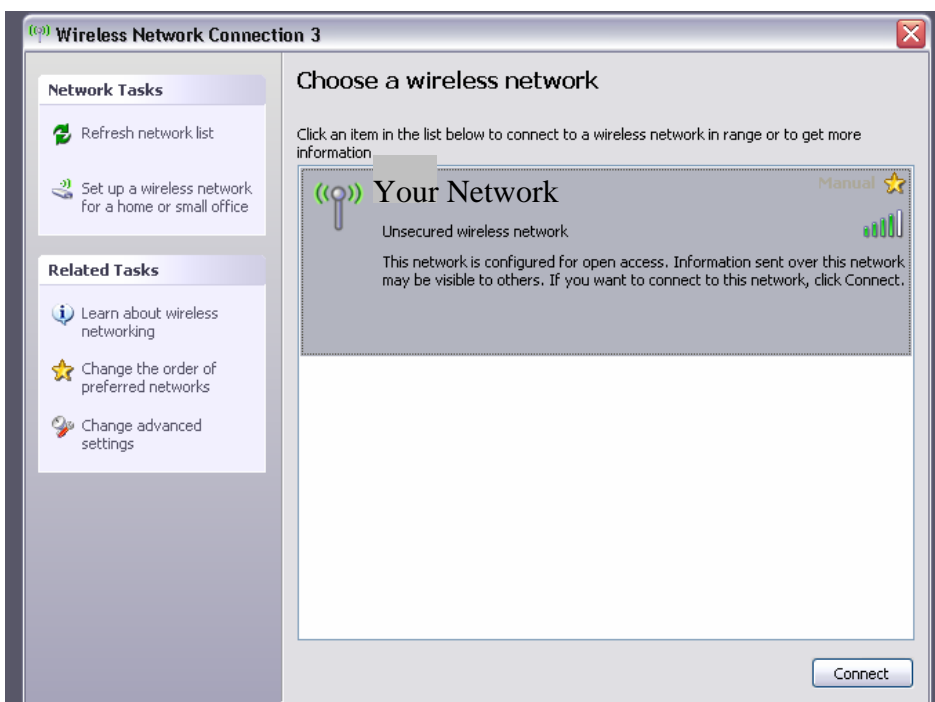 Wireless Network Connection 3
Network Tasks
Refresh network list
Set up a wireless network
for a home or small office
Related Tasks
Learn about wireless
networking
Change the order of
preferred networks
Change advanced
settings
Choose a wireless network
Click an item in the list below to connect to a wireless network in range or to get more
information
Your Network
Manual
Unsecured wireless network
This network is configured for open access. Information sent over this network
may be visible to others. If you want to connect to this network, click Connect.
Connect